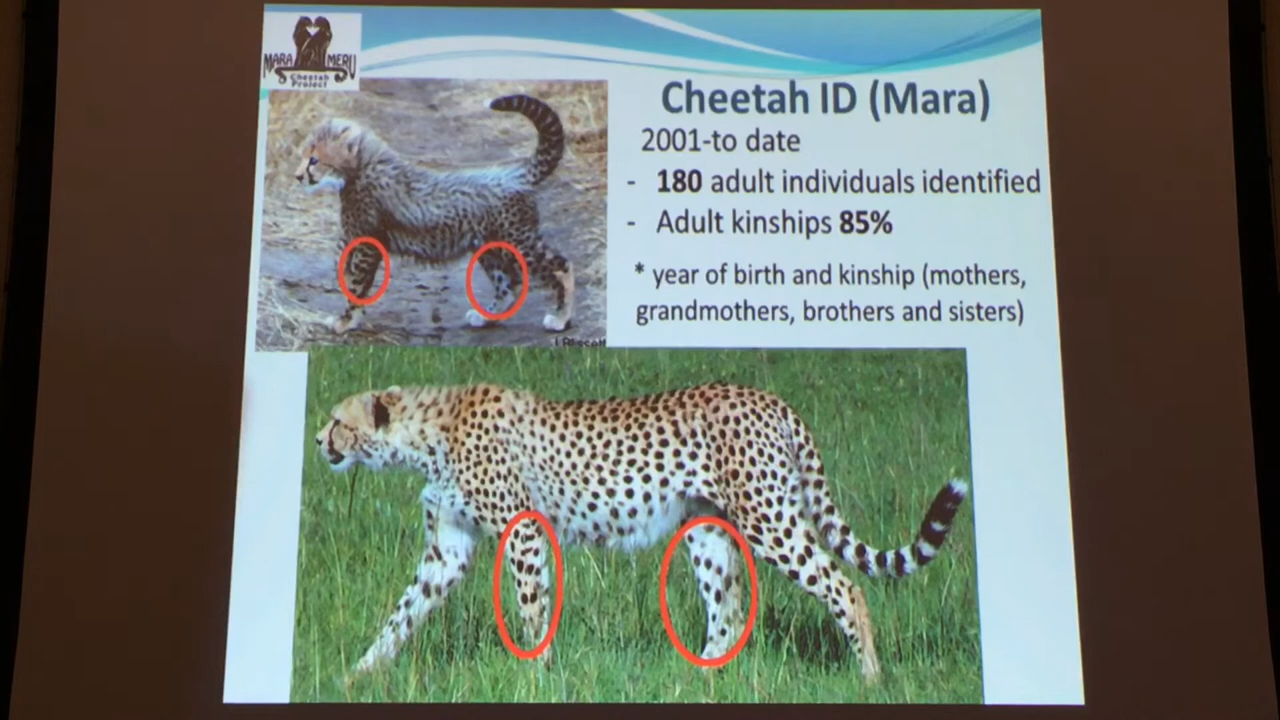 MARA MERU
Cheetah
Project
Cheetah ID (Mara)
2001-to date
- 180 adult individuals identified
- Adult kinships 85%
* year of birth and kinship (mothers,
grandmothers, brothers and sisters)